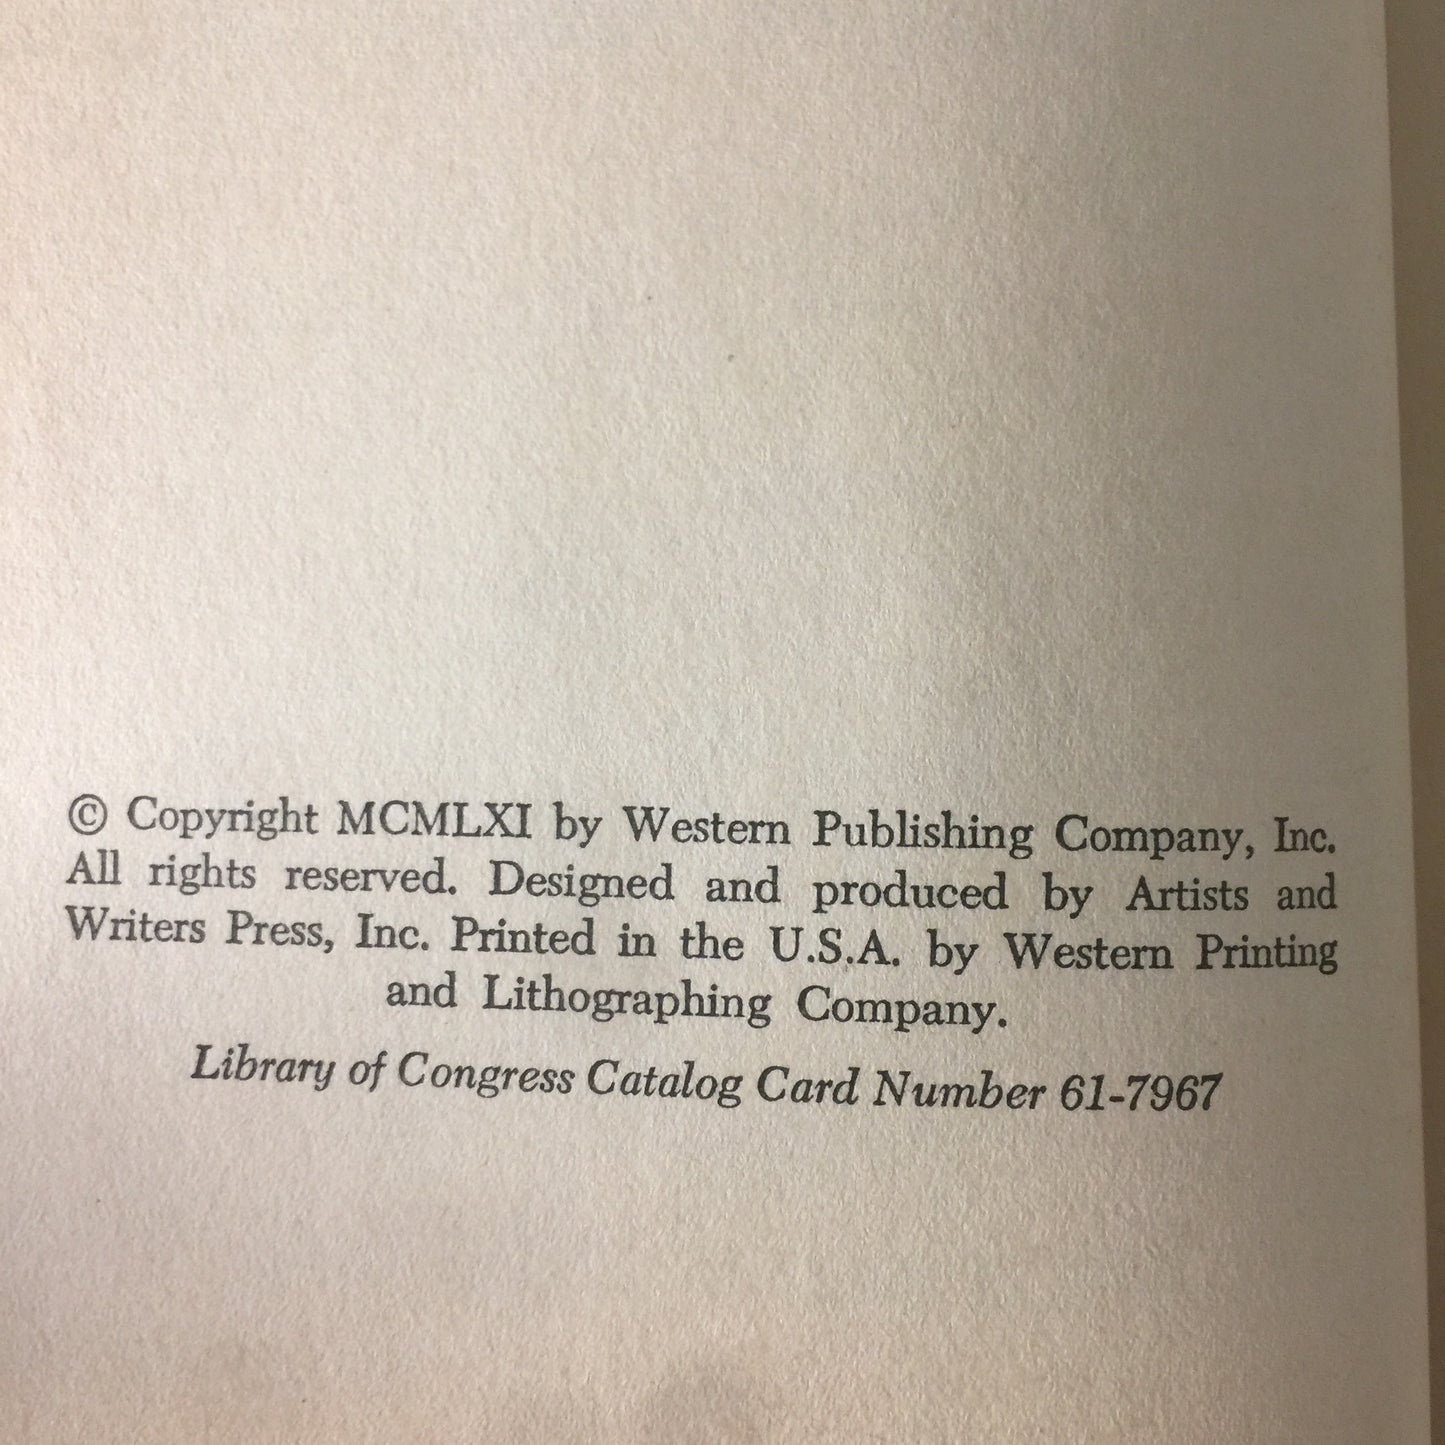 © Copyright MCMLXI by Western Publishing Company, Inc.
All rights reserved. Designed and produced by Artists and
Writers Press, Inc. Printed in the U.S.A. by Western Printing
and Lithographing Company.
Library of Congress Catalog Card Number 61-7967